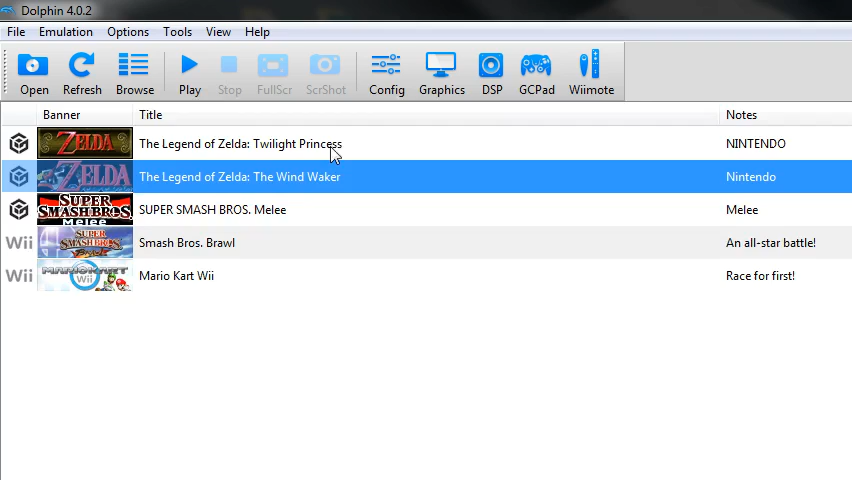 Dolphin 4.0.2
File Emulation Options Tools View Help
Open Refresh Browse Play Stop FullScr ScrShot Config Graphics DSP GCPad Wiimote
Banner Title Notes
ZELDA The Legend of Zelda: Twilight Princess NINTENDO
ZELDA The Legend of Zelda: The Wind Waker Nintendo
SUPER SMASH BROS. Melee SUPER SMASH BROS. Melee Melee
Wii SUPER SMASH BROS. BRAWL Smash Bros. Brawl An all-star battle!
Wii MARIOKART Wii Mario Kart Wii Race for first!